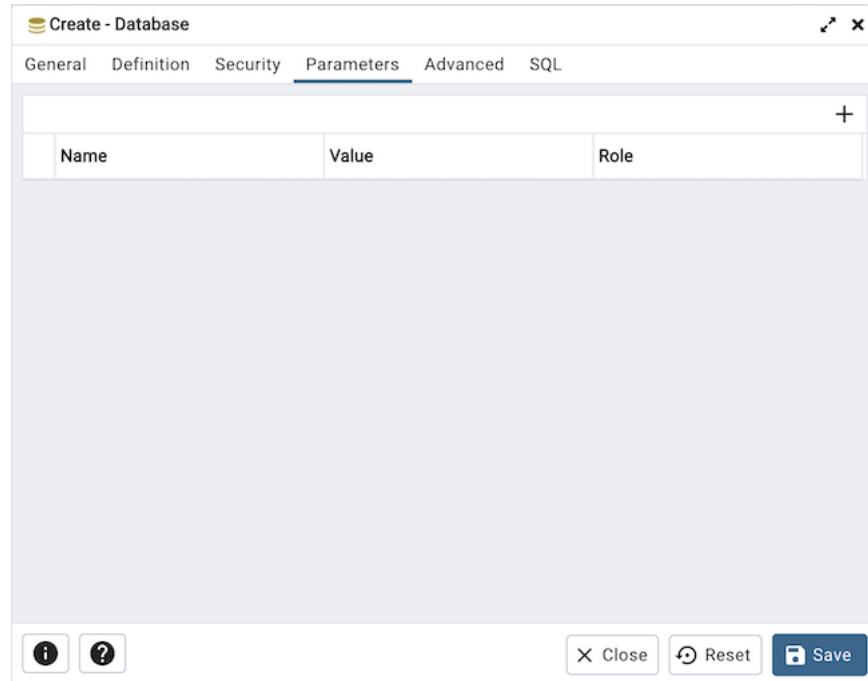 Create - Database
General Definition Security Parameters Advanced SQL
Name Value Role
Close Reset Save